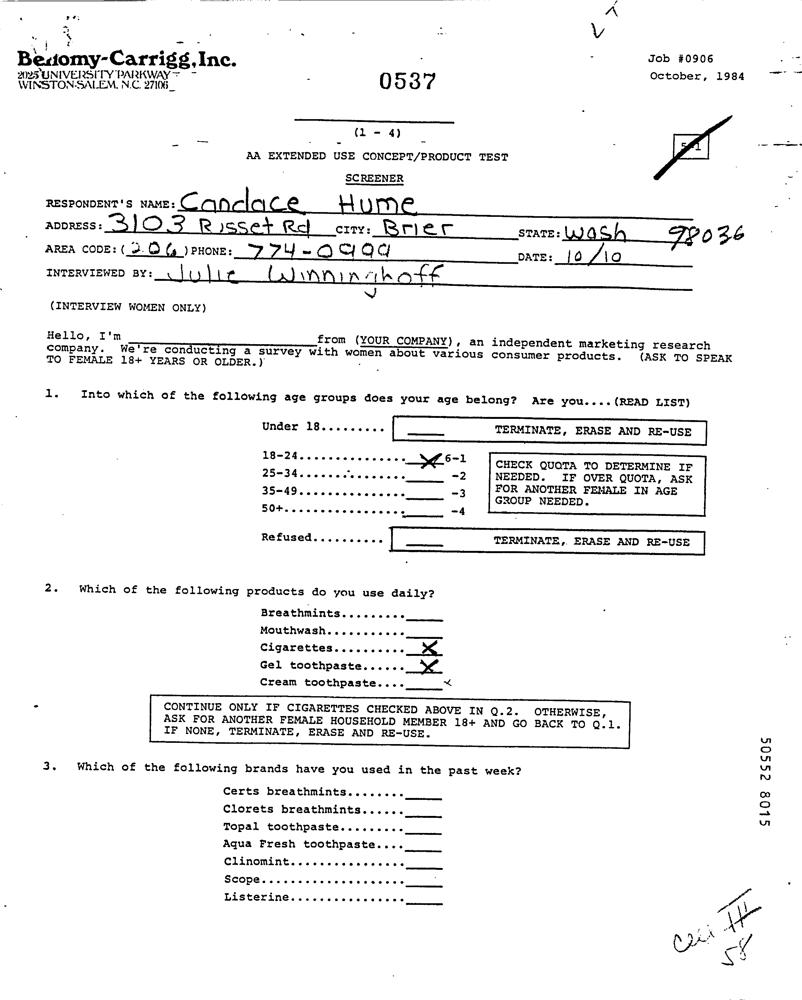 Bellomy-Carrigg, Inc.
2025 UNIVERSITY PARKWAY
WINSTON-SALEM, N.C. 27106
0537
Job #0906
October, 1984
(1 - 4)
AA EXTENDED USE CONCEPT/PRODUCT TEST
SCREENER
RESPONDENT'S NAME: Candace Hume
ADDRESS: 3103 Risset Rd CITY: Brier STATE: Wash 98036
AREA CODE: (206) PHONE: 774-0999 DATE: 10/10
INTERVIEWED BY: Julie Winninghoff
(INTERVIEW WOMEN ONLY)
Hello, I'm ____ from (YOUR COMPANY), an independent marketing research
company. We're conducting a survey with women about various consumer products. (ASK TO SPEAK
TO FEMALE 18+ YEARS OR OLDER.)
1. Into which of the following age groups does your age belong? Are you....(READ LIST)
Under 18......... ____ TERMINATE, ERASE AND RE-USE
18-24............... X 6-1
25-34............... ____ -2
35-49............... ____ -3
50+................. ____ -4
CHECK QUOTA TO DETERMINE IF
NEEDED. IF OVER QUOTA, ASK
FOR ANOTHER FEMALE IN AGE
GROUP NEEDED.
Refused.......... ____ TERMINATE, ERASE AND RE-USE
2. Which of the following products do you use daily?
Breathmints.........____
Mouthwash...........____
Cigarettes.......... X
Gel toothpaste...... X
Cream toothpaste....____ x
CONTINUE ONLY IF CIGARETTES CHECKED ABOVE IN Q.2. OTHERWISE,
ASK FOR ANOTHER FEMALE HOUSEHOLD MEMBER 18+ AND GO BACK TO Q.1.
IF NONE, TERMINATE, ERASE AND RE-USE.
3. Which of the following brands have you used in the past week?
Certs breathmints........____
Clorets breathmints......____
Topal toothpaste.........____
Aqua Fresh toothpaste....____
Clinomint................____
Scope....................____
Listerine................____
50552 8015
III
58